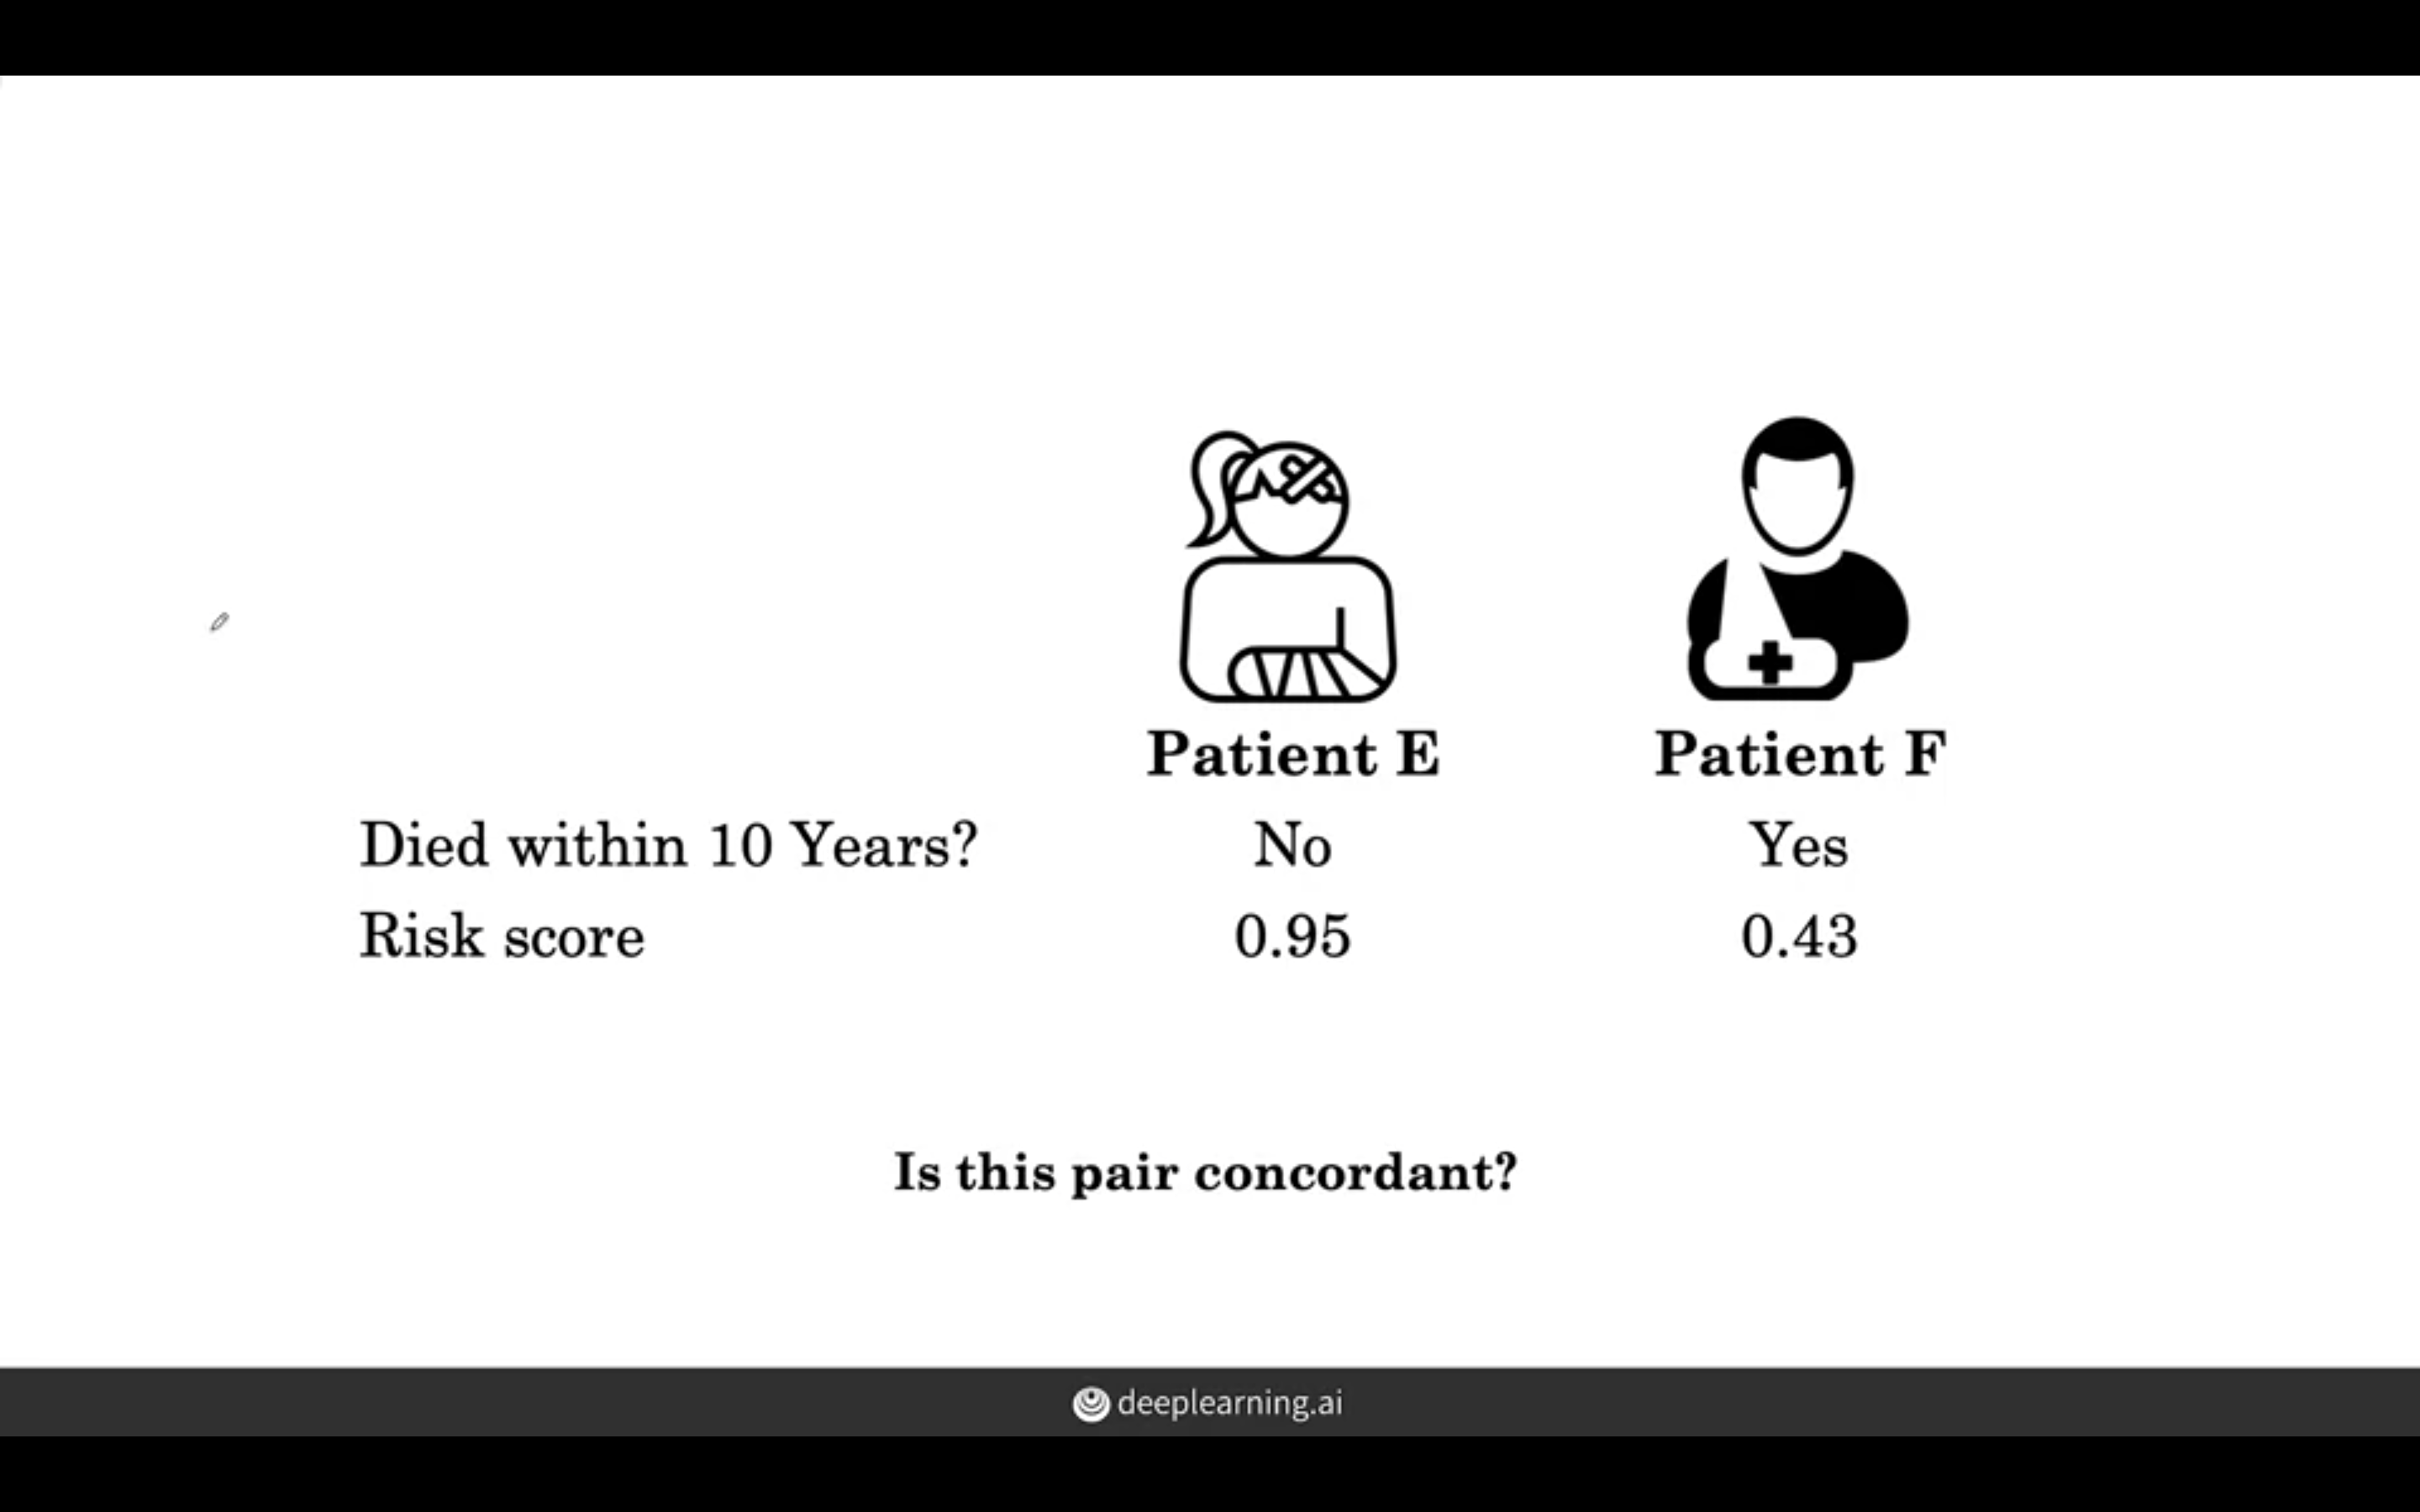 Patient E Patient F
Died within 10 Years? No Yes
Risk score 0.95 0.43
Is this pair concordant?
deeplearning.ai